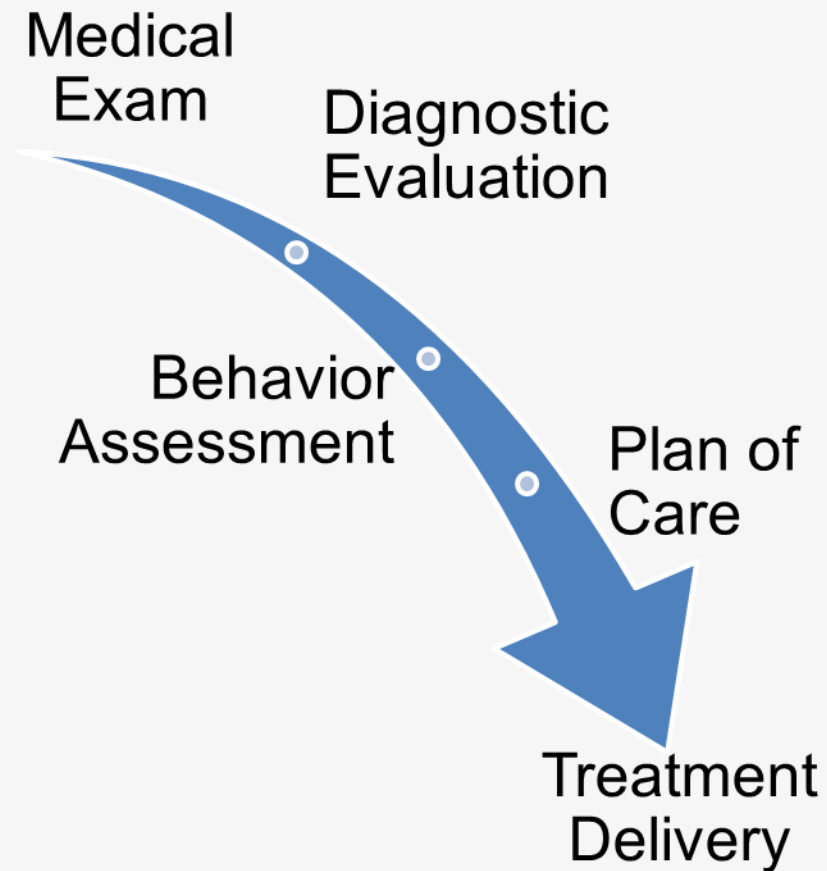 Medical
Exam
Diagnostic
Evaluation
Behavior
Assessment
Plan of
Care
Treatment
Delivery